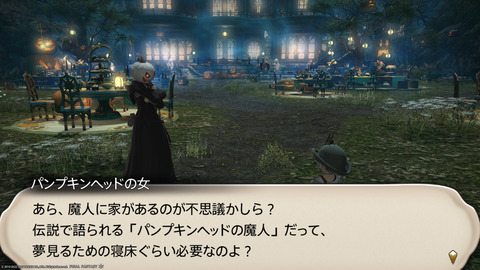 パンプキンヘッドの女
あら、魔人に家があるのが不思議かしら？
伝説で語られる「パンプキンヘッドの魔人」だって、
夢見るための寝床ぐらい必要なのよ？
FINAL FANTASY XIV